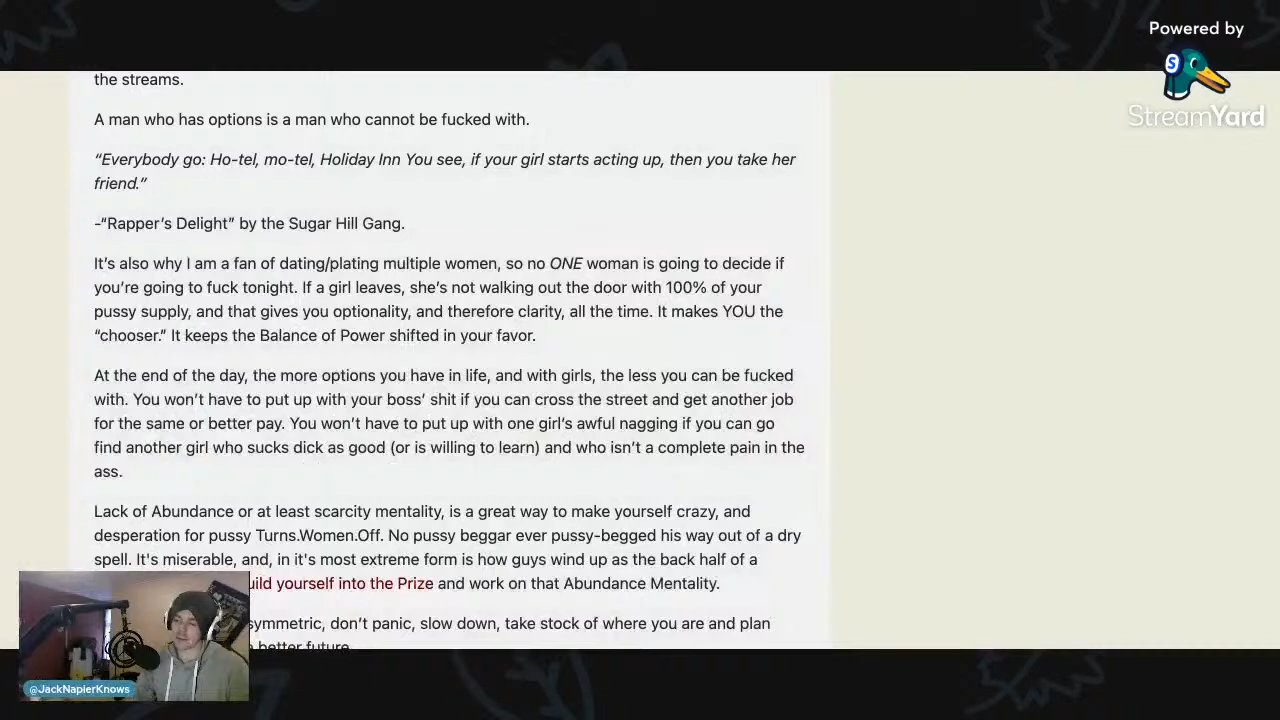 Powered by
StreamYard
the streams.
A man who has options is a man who cannot be fucked with.
“Everybody go: Ho-tel, mo-tel, Holiday Inn You see, if your girl starts acting up, then you take her
friend.”
-“Rapper’s Delight” by the Sugar Hill Gang.
It’s also why I am a fan of dating/plating multiple women, so no ONE woman is going to decide if
you’re going to fuck tonight. If a girl leaves, she’s not walking out the door with 100% of your
pussy supply, and that gives you optionality, and therefore clarity, all the time. It makes YOU the
“chooser.” It keeps the Balance of Power shifted in your favor.
At the end of the day, the more options you have in life, and with girls, the less you can be fucked
with. You won’t have to put up with your boss’ shit if you can cross the street and get another job
for the same or better pay. You won’t have to put up with one girl’s awful nagging if you can go
find another girl who sucks dick as good (or is willing to learn) and who isn’t a complete pain in the
ass.
Lack of Abundance or at least scarcity mentality, is a great way to make yourself crazy, and
desperation for pussy Turns.Women.Off. No pussy beggar ever pussy-begged his way out of a dry
spell. It's miserable, and, in it's most extreme form is how guys wind up as the back half of a
uild yourself into the Prize and work on that Abundance Mentality.
symmetric, don’t panic, slow down, take stock of where you are and plan
better future.
@JackNapierKnows